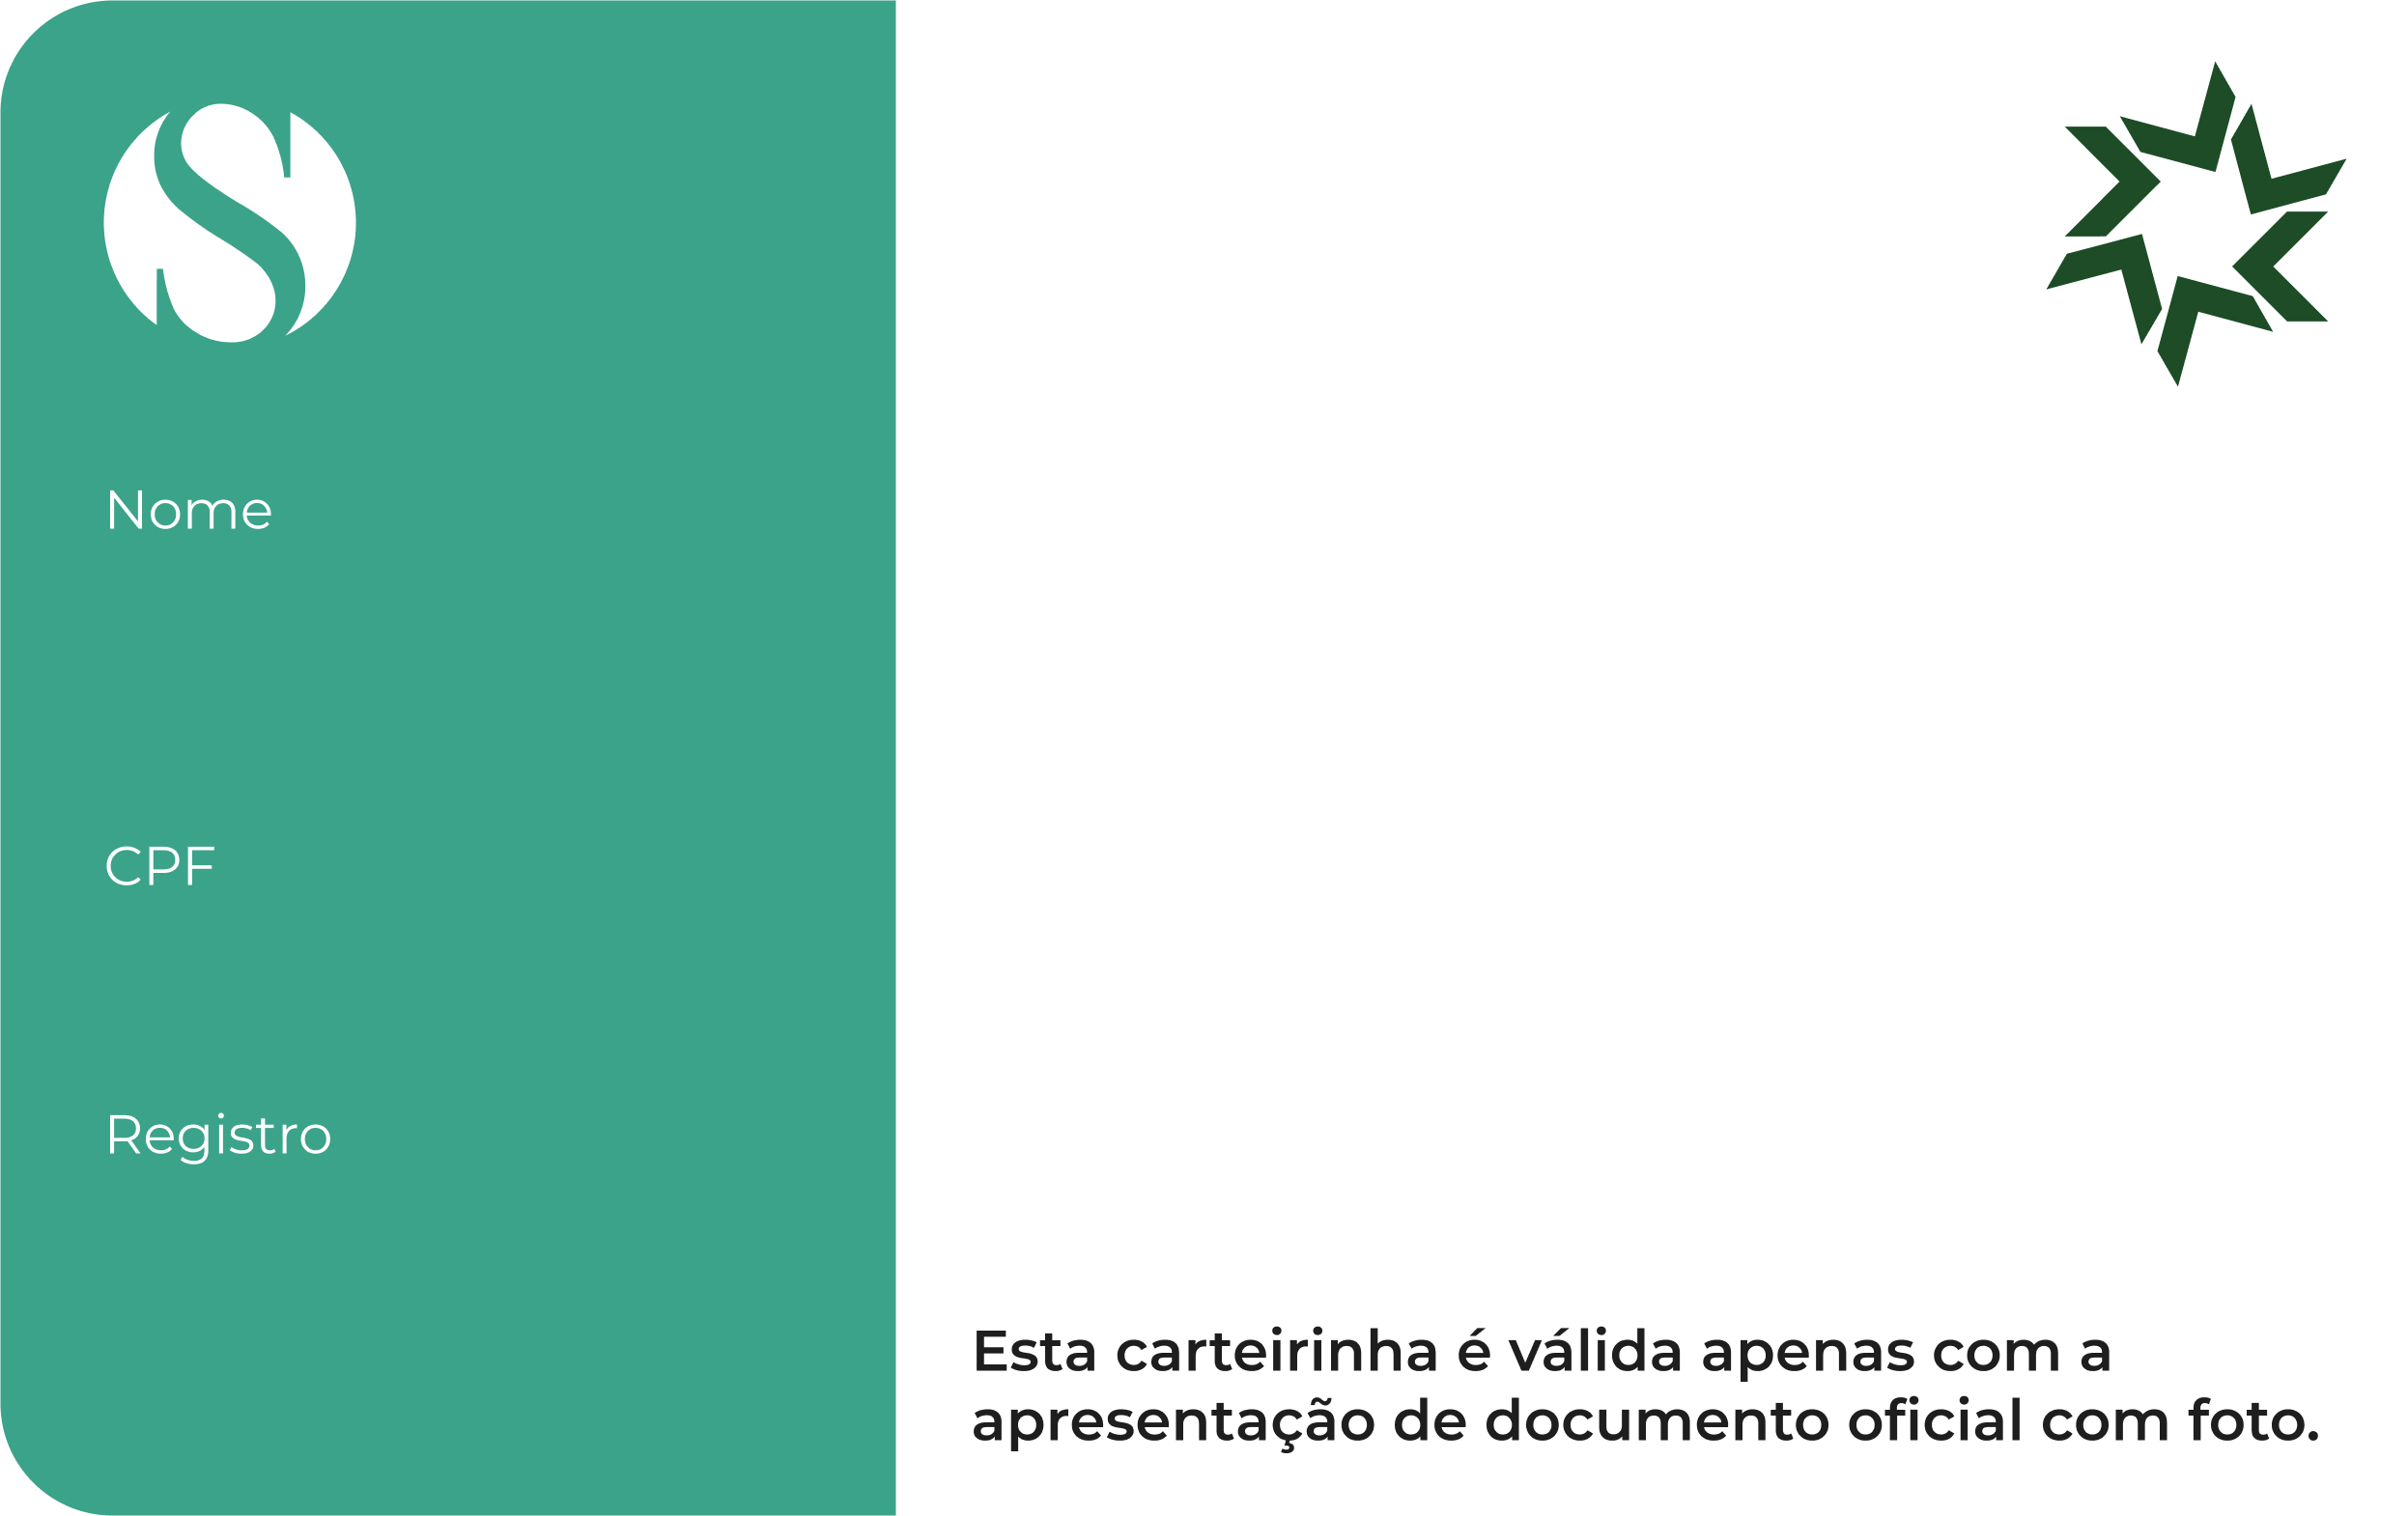 S
Nome
CPF
Registro
Esta carteirinha é válida apenas com a
apresentação de documento oficial com foto.